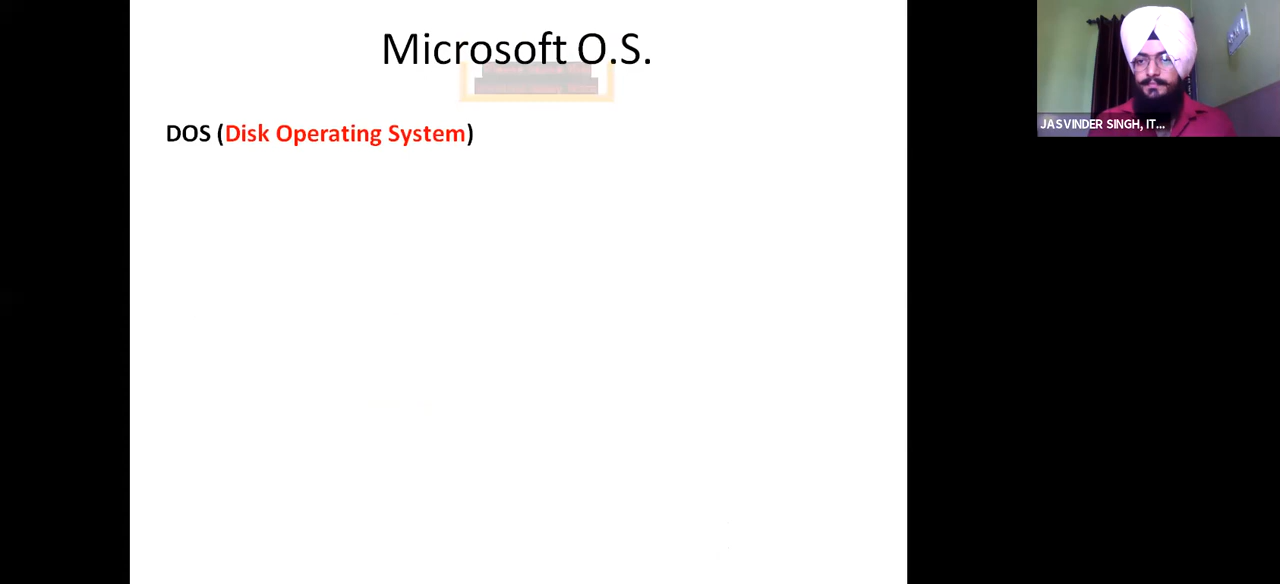 Microsoft O.S.
DOS (Disk Operating System)
JASVINDER SINGH, IT...